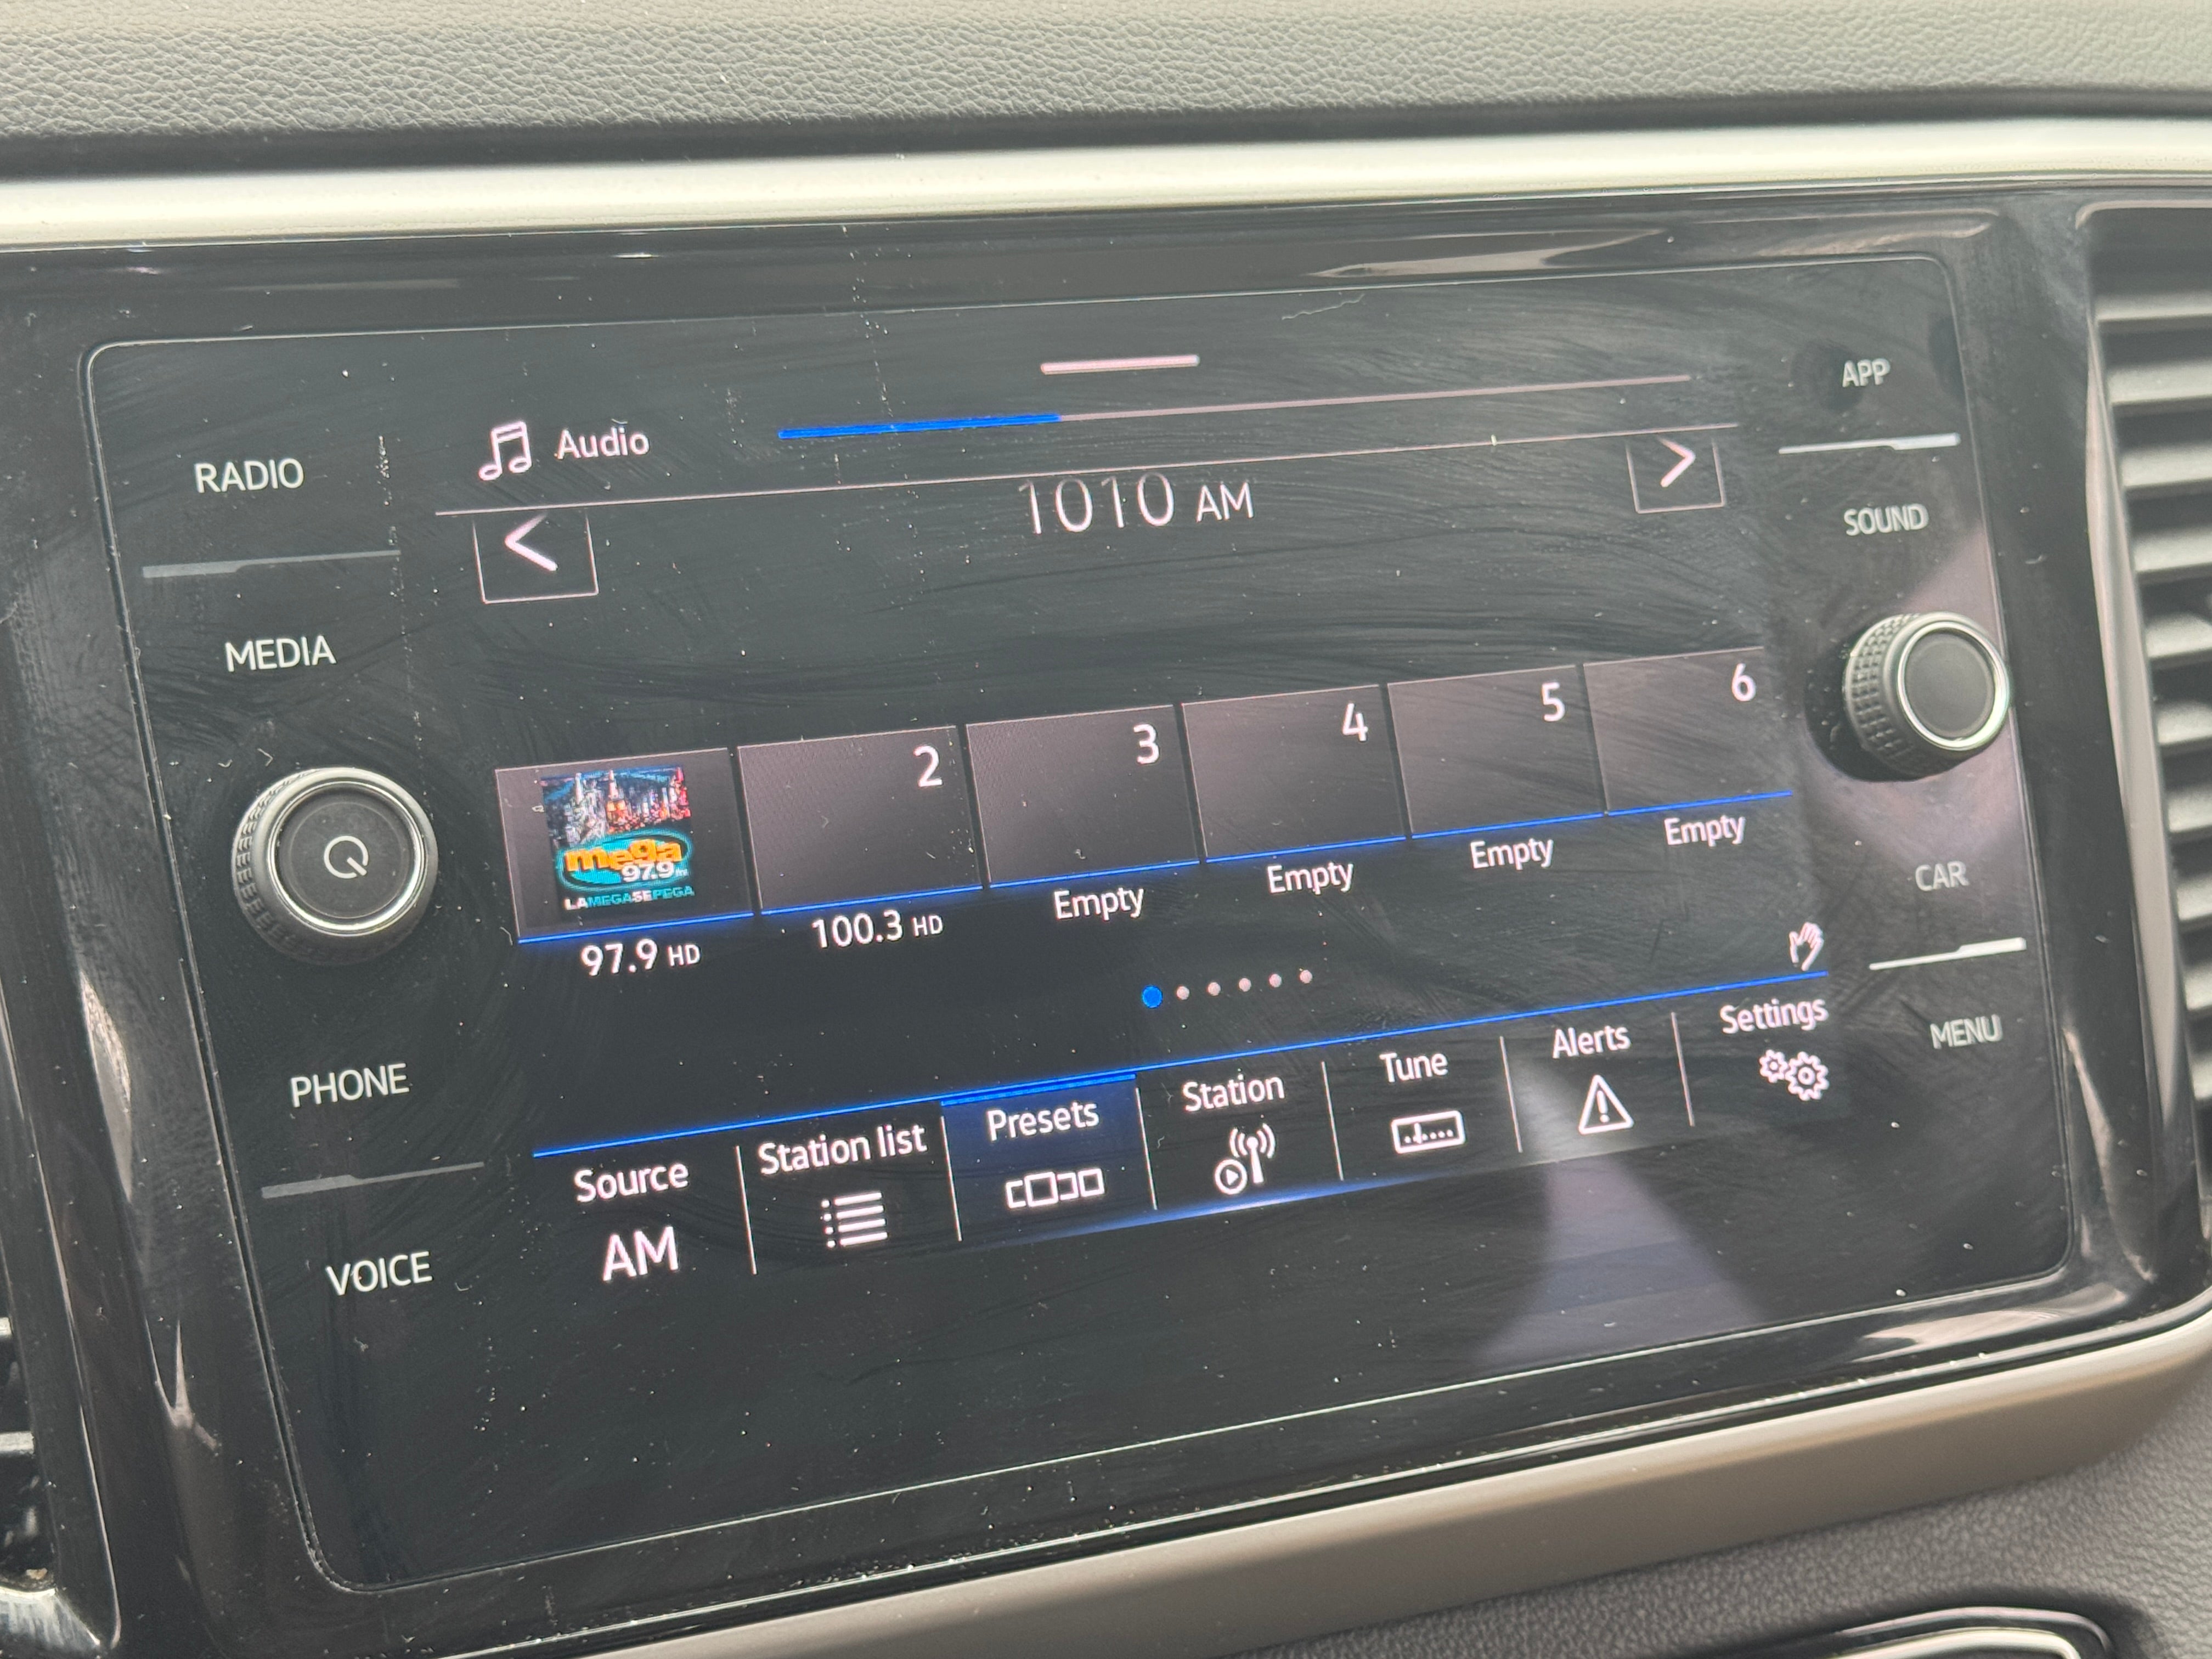 Audio
APP
RADIO
< 1010 AM >
SOUND
MEDIA
mega
97.9 fm
LAMEGASEPEGA
2
3
4
5
6
97.9 HD
100.3 HD
Empty
Empty
Empty
Empty
CAR
PHONE
MENU
VOICE
Source
AM
Station list
Presets
Station
Tune
Alerts
Settings